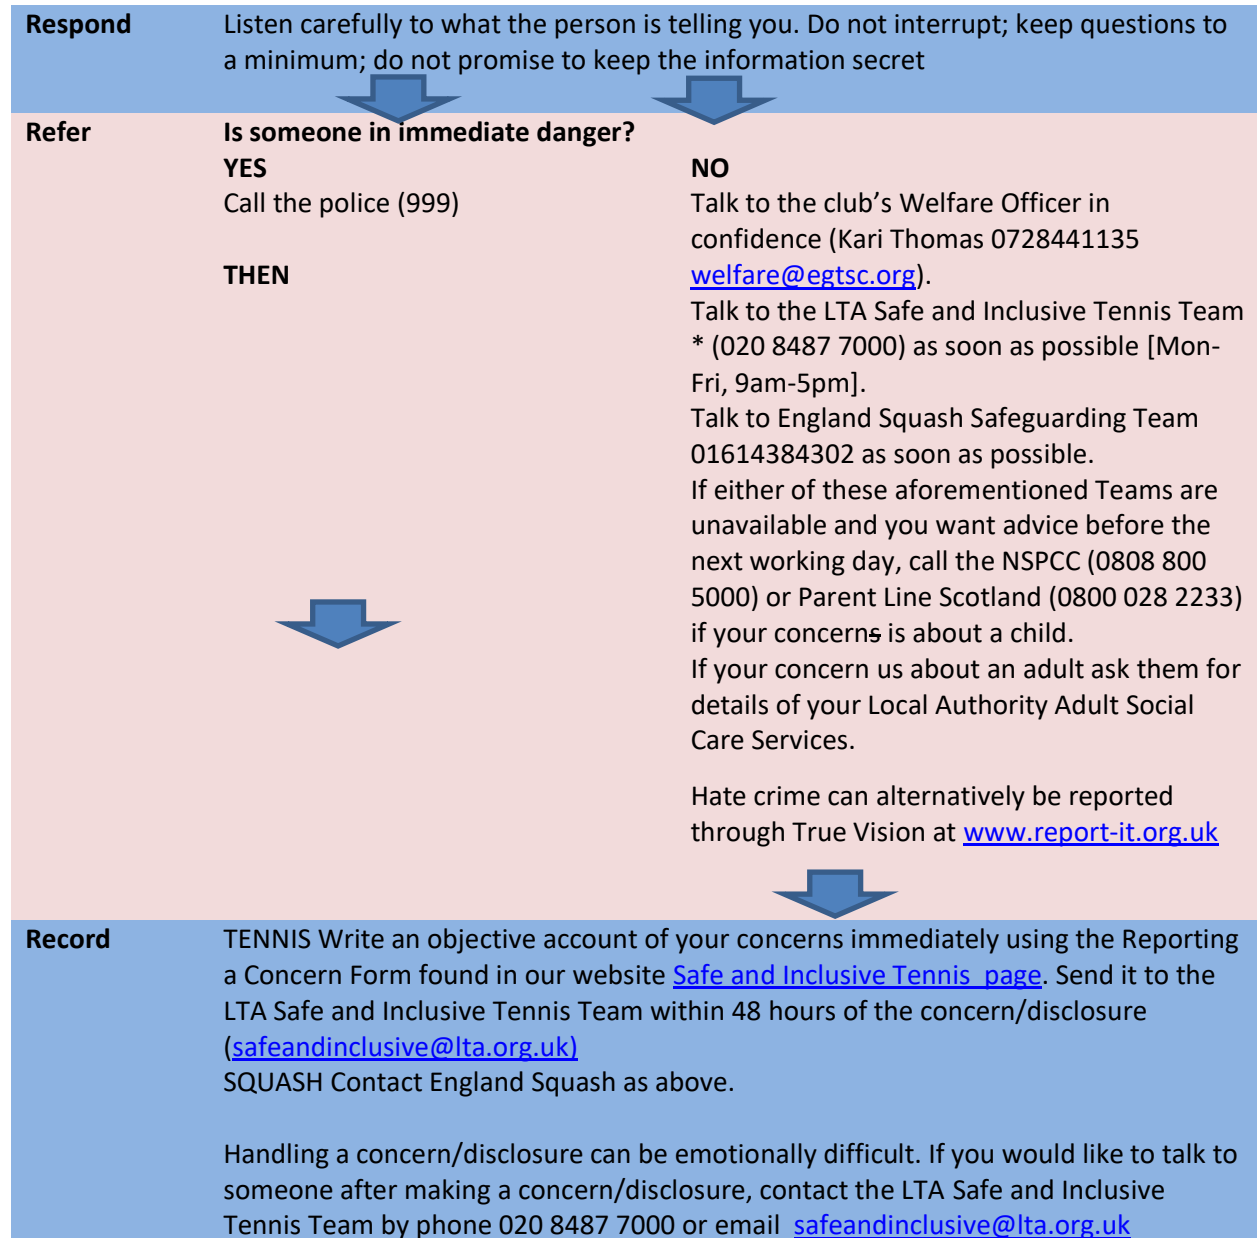 Respond
Listen carefully to what the person is telling you. Do not interrupt; keep questions to
a minimum; do not promise to keep the information secret
Refer
Is someone in immediate danger?
YES
Call the police (999)
THEN
NO
Talk to the club’s Welfare Officer in
confidence (Kari Thomas 0728441135
welfare@egtsc.org).
Talk to the LTA Safe and Inclusive Tennis Team
* (020 8487 7000) as soon as possible [Mon-
Fri, 9am-5pm].
Talk to England Squash Safeguarding Team
01614384302 as soon as possible.
If either of these aforementioned Teams are
unavailable and you want advice before the
next working day, call the NSPCC (0808 800
5000) or Parent Line Scotland (0800 028 2233)
if your concerns is about a child.
If your concern us about an adult ask them for
details of your Local Authority Adult Social
Care Services.
Hate crime can alternatively be reported
through True Vision at www.report-it.org.uk
Record
TENNIS Write an objective account of your concerns immediately using the Reporting
a Concern Form found in our website Safe and Inclusive Tennis  page. Send it to the
LTA Safe and Inclusive Tennis Team within 48 hours of the concern/disclosure
(safeandinclusive@lta.org.uk)
SQUASH Contact England Squash as above.
Handling a concern/disclosure can be emotionally difficult. If you would like to talk to
someone after making a concern/disclosure, contact the LTA Safe and Inclusive
Tennis Team by phone 020 8487 7000 or email  safeandinclusive@lta.org.uk